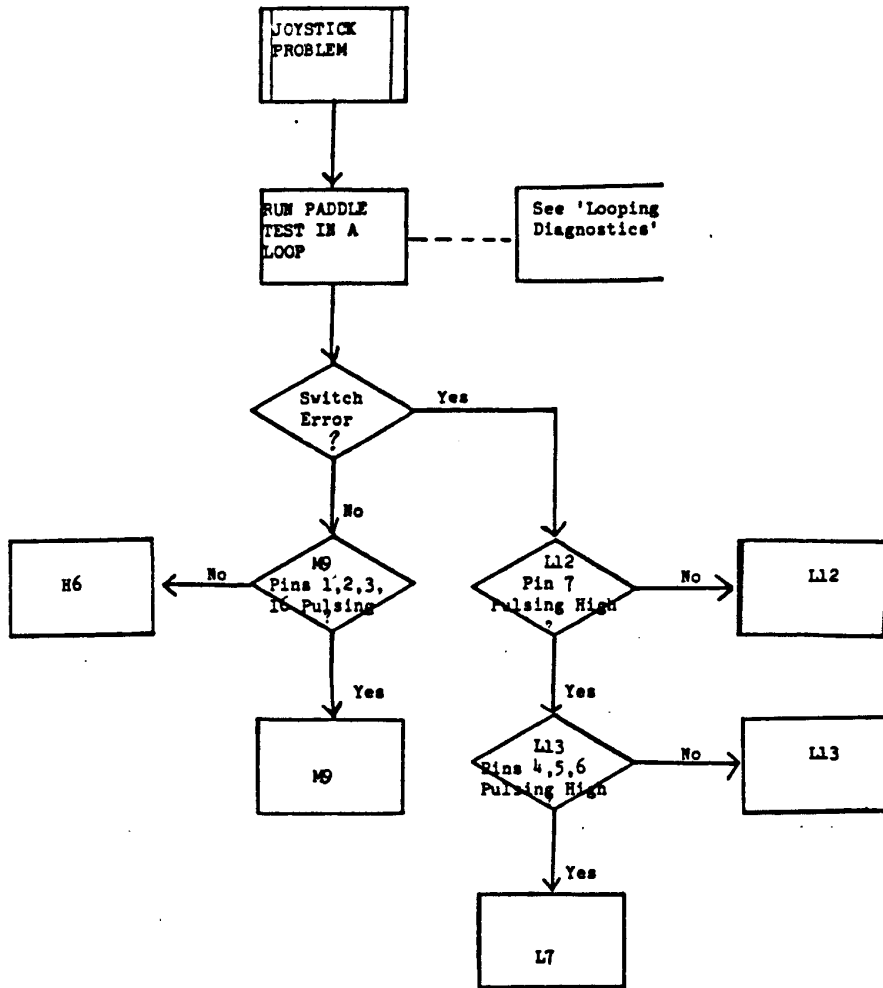 JOYSTICK
PROBLEM
RUN PADDLE
TEST IN A
LOOP
See 'Looping
Diagnostics'
Switch
Error
?
Yes
No
M9
Pins 1,2,3,
16 Pulsing
?
No
H6
Yes
M9
L12
Pin 7
Pulsing High
?
No
L12
Yes
L13
Pins 4,5,6
Pulsing High
?
No
L13
Yes
L7